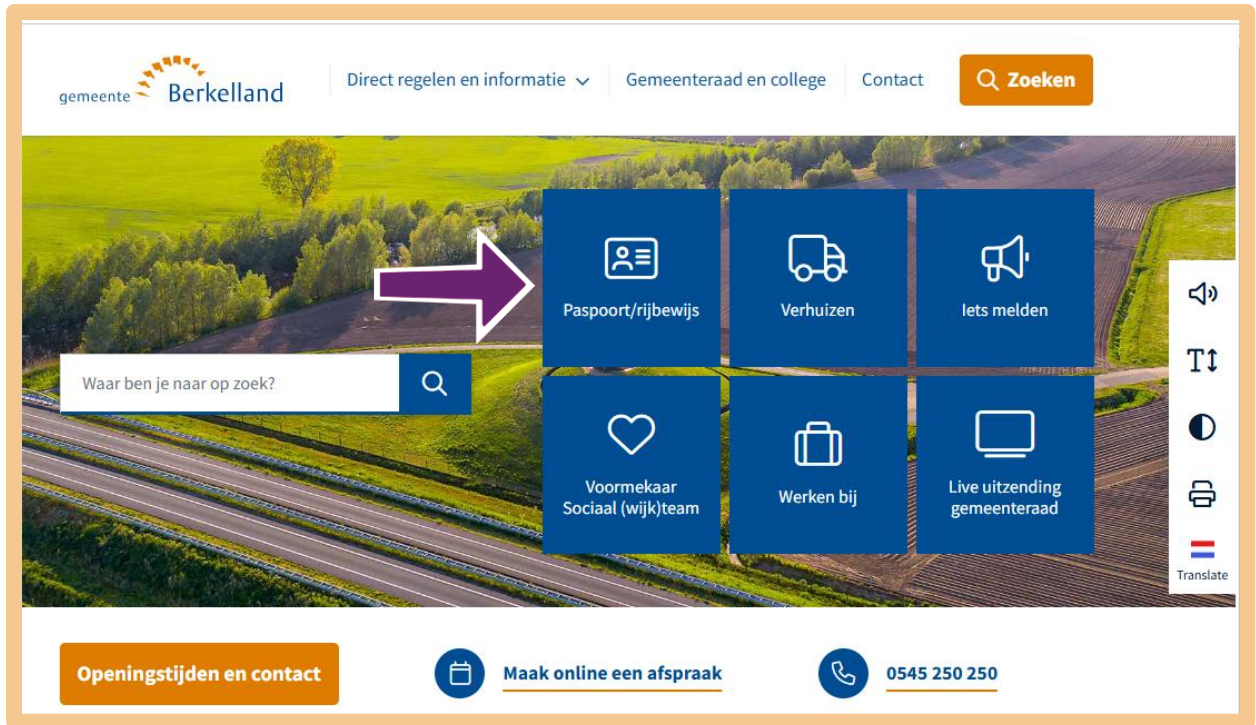 gemeente Berkelland
Direct regelen en informatie
Gemeenteraad en college
Contact
Zoeken
Paspoort/rijbewijs
Verhuizen
Iets melden
Waar ben je naar op zoek?
Voormekaar
Sociaal (wijk)team
Werken bij
Live uitzending
gemeenteraad
Translate
Openingstijden en contact
Maak online een afspraak
0545 250 250